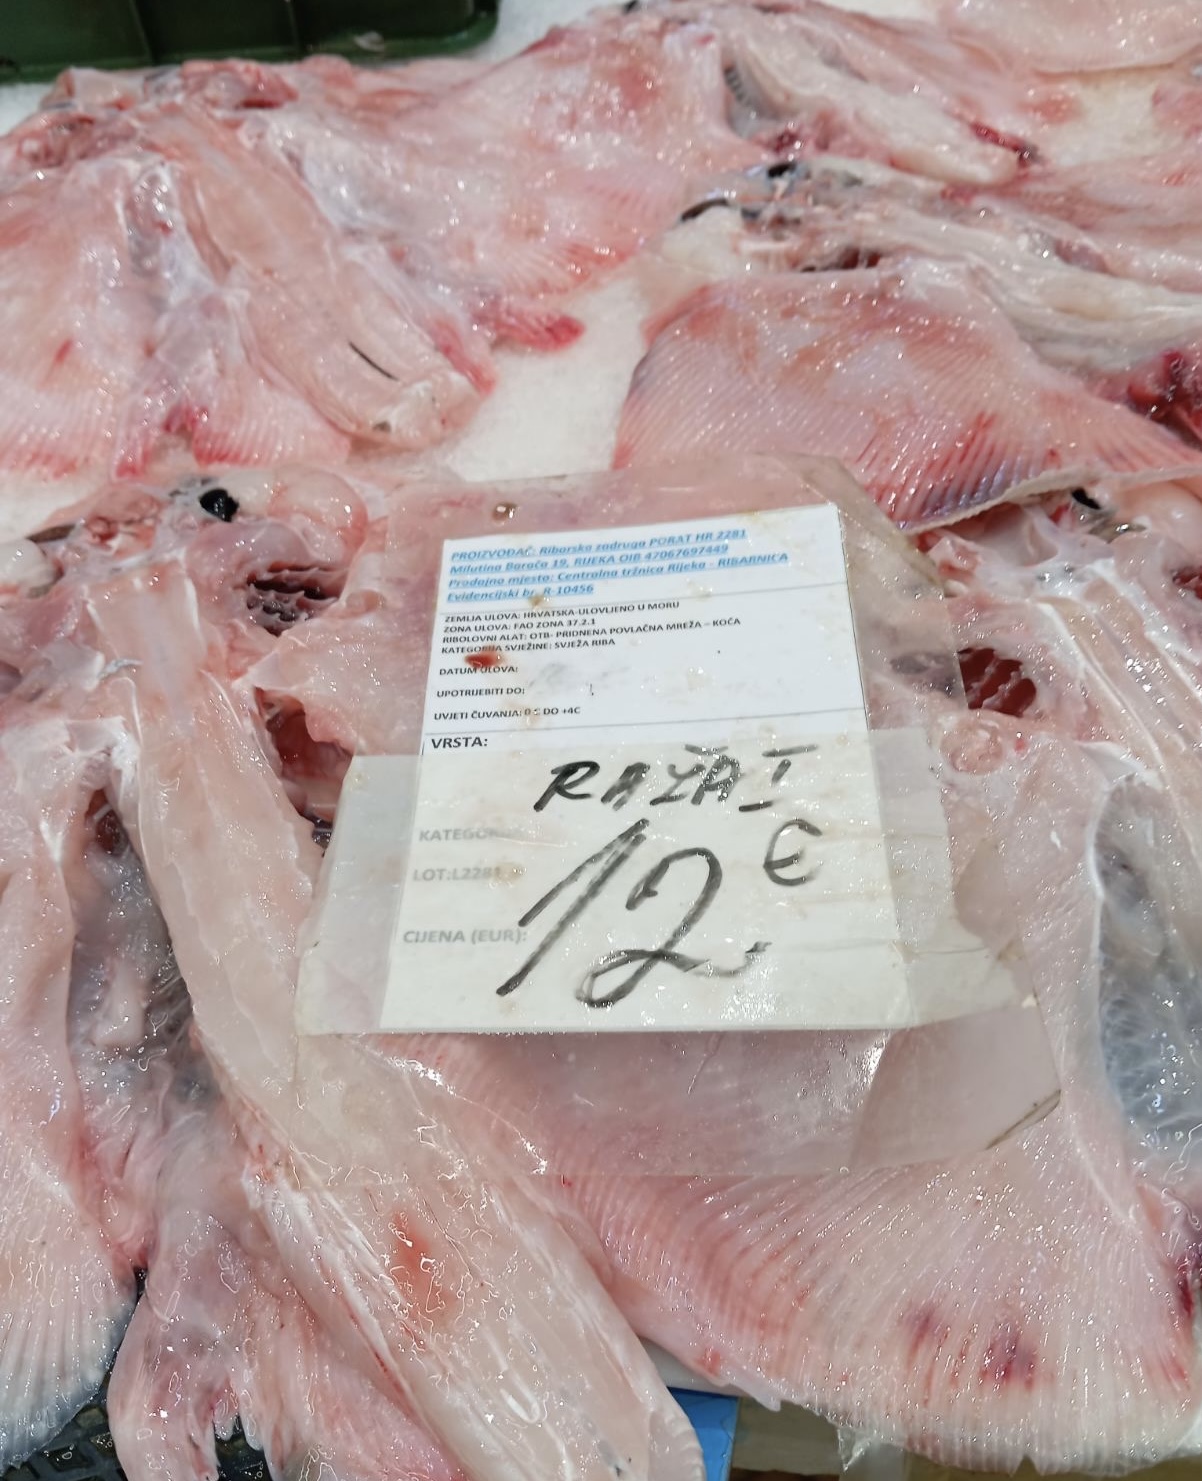 PROIZVODAČ: Ribarska zadruga PORAT HR 2281
Milutina Barača 19, RIJEKA OIB 47067697449
Prodajno mjesto: Centralna tržnica Rijeka - RIBARNICA
Evidencijski br. R-10456
ZEMLJA ULOVA: HRVATSKA-ULOVLJENO U MORU
ZONA ULOVA: FAO ZONA 37.2.1
RIBOLOVNI ALAT: OTB- PRIDNENA POVLAČNA MREŽA – KOĆA
KATEGORIJA SVJEŽINE: SVJEŽA RIBA
DATUM ULOVA:
UPOTRIJEBITI DO:
UVJETI ČUVANJA: 0 C DO +4C
VRSTA:
RAŽA I
KATEGORIJA
LOT:L2281
12 €
CIJENA (EUR):